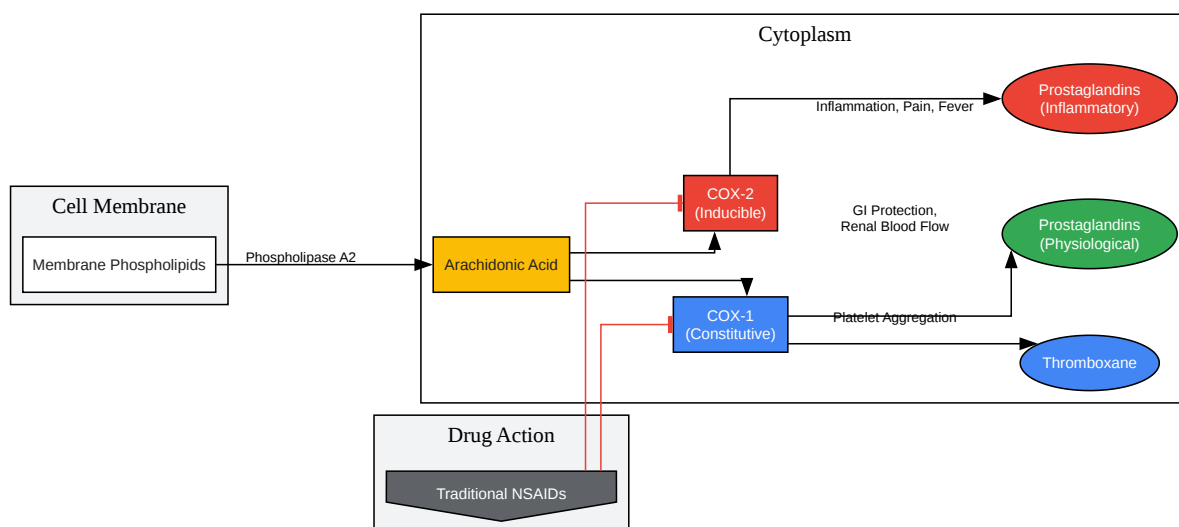 Cytoplasm
Prostaglandins
(Inflammatory)
Inflammation, Pain, Fever
COX-2
(Inducible)
Cell Membrane
GI Protection,
Renal Blood Flow
Prostaglandins
(Physiological)
Membrane Phospholipids
Phospholipase A2
Arachidonic Acid
COX-1
(Constitutive)
Platelet Aggregation
Thromboxane
Drug Action
Traditional NSAIDs